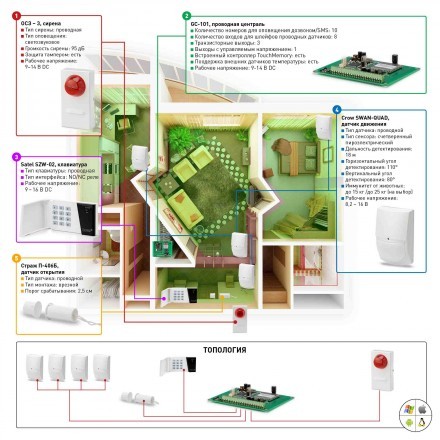 1
ОСЗ – 3, сирена
Тип сирены: проводная
Тип оповещения:
светозвуковое
Громкость сирены: 95 дБ
Защита тампером: есть
Рабочее напряжение:
9–14 В DC
2
GC-101, проводная централь
Количество номеров для оповещения дозвоном/SMS: 10
Количество входов для шлейфов проводных датчиков: 8
Транзисторные выходы: 3
Выходы с управляемым напряжением: 1
Встроенный контроллер TouchMemory: есть
Поддержка внешних датчиков температуры: есть
Рабочее напряжение: 9-14 В DC
3
Satel SZW-02, клавиатура
Тип клавиатуры: проводная
Тип интерфейса: NO/NC реле
Рабочее напряжение:
9– 16 В DC
4
Crow SWAN-QUAD,
датчик движения
Тип датчика: проводной
Тип сенсора: счетверенный
пироэлектрический
Дальность детектирования:
18 м
Горизонтальный угол
детектирования: 110°
Вертикальный угол
детектирования: 80°
Иммунитет от животных:
до 15 кг /до 25 кг (на выбор)
Рабочее напряжение:
8,2 – 16 В
5
Страж П-406Б,
датчик открытия
Тип датчика: проводной
Тип монтажа: врезной
Порог срабатывания: 2,5 см
ТОПОЛОГИЯ